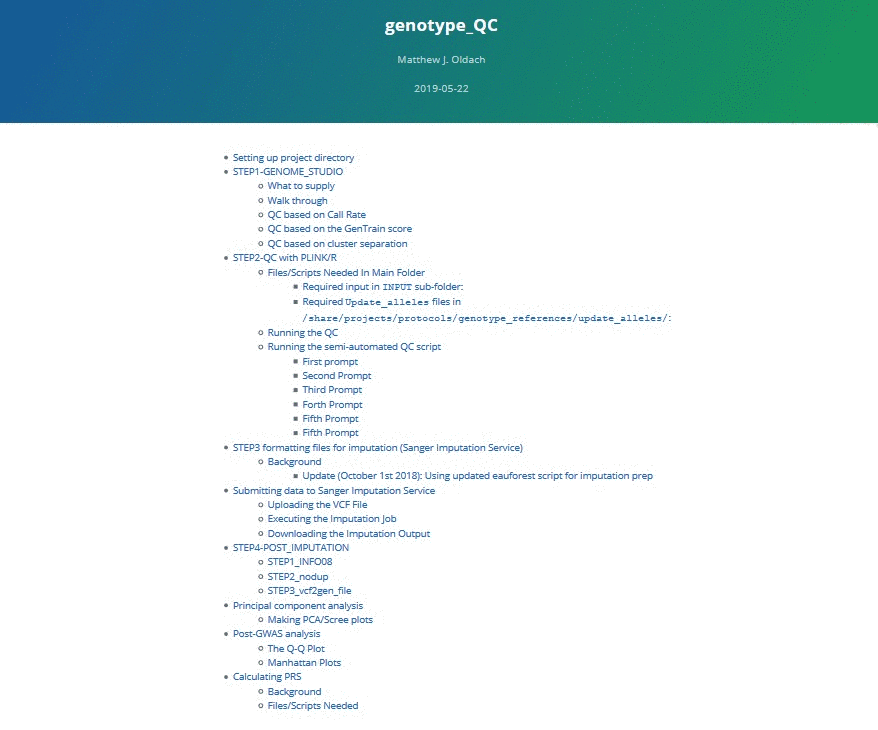 genotype_QC
Matthew J. Oldach
2019-05-22
Setting up project directory
STEP1-GENOME_STUDIO
What to supply
Walk through
QC based on Call Rate
QC based on the GenTrain score
QC based on cluster separation
STEP2-QC with PLINK/R
Files/Scripts Needed In Main Folder
Required input in INPUT sub-folder:
Required Update_alleles files in
/share/projects/protocols/genotype_references/update_alleles/:
Running the QC
Running the semi-automated QC script
First prompt
Second Prompt
Third Prompt
Forth Prompt
Fifth Prompt
Fifth Prompt
STEP3 formatting files for imputation (Sanger Imputation Service)
Background
Update (October 1st 2018): Using updated eauforest script for imputation prep
Submitting data to Sanger Imputation Service
Uploading the VCF File
Executing the Imputation Job
Downloading the Imputation Output
STEP4-POST_IMPUTATION
STEP1_INFO08
STEP2_nodup
STEP3_vcf2gen_file
Principal component analysis
Making PCA/Scree plots
Post-GWAS analysis
The Q-Q Plot
Manhattan Plots
Calculating PRS
Background
Files/Scripts Needed